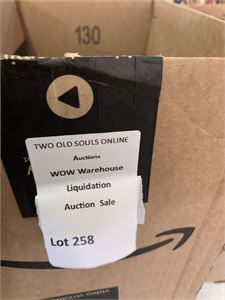 130
TWO OLD SOULS ONLINE
Auctions
WOW Warehouse
Liquidation
Auction Sale
Lot 258